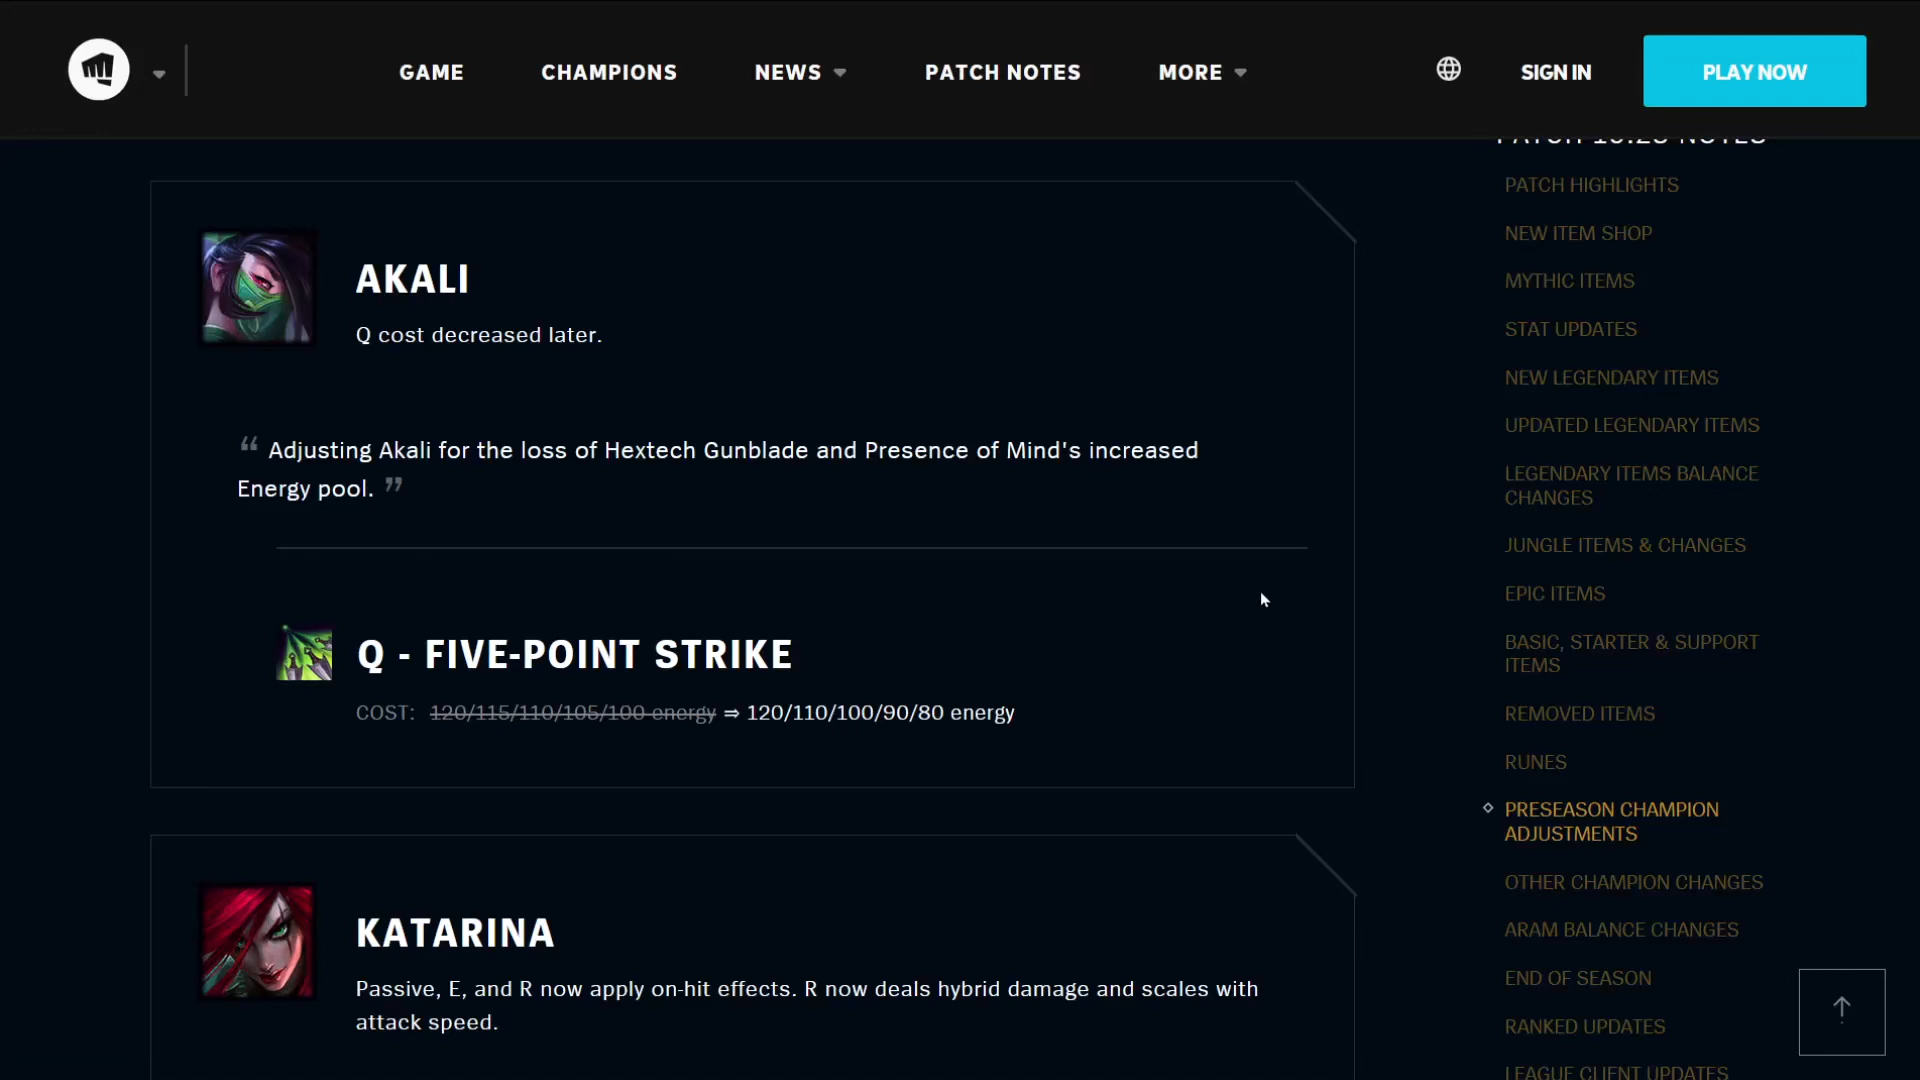 GAME
CHAMPIONS
NEWS
PATCH NOTES
MORE
SIGN IN
PLAY NOW
AKALI
Q cost decreased later.
“ Adjusting Akali for the loss of Hextech Gunblade and Presence of Mind's increased
Energy pool. ”
Q - FIVE-POINT STRIKE
COST: 120/115/110/105/100 energy ⇒ 120/110/100/90/80 energy
KATARINA
Passive, E, and R now apply on-hit effects. R now deals hybrid damage and scales with
attack speed.
PATCH HIGHLIGHTS
NEW ITEM SHOP
MYTHIC ITEMS
STAT UPDATES
NEW LEGENDARY ITEMS
UPDATED LEGENDARY ITEMS
LEGENDARY ITEMS BALANCE
CHANGES
JUNGLE ITEMS & CHANGES
EPIC ITEMS
BASIC, STARTER & SUPPORT
ITEMS
REMOVED ITEMS
RUNES
PRESEASON CHAMPION
ADJUSTMENTS
OTHER CHAMPION CHANGES
ARAM BALANCE CHANGES
END OF SEASON
RANKED UPDATES
LEAGUE CLIENT UPDATES